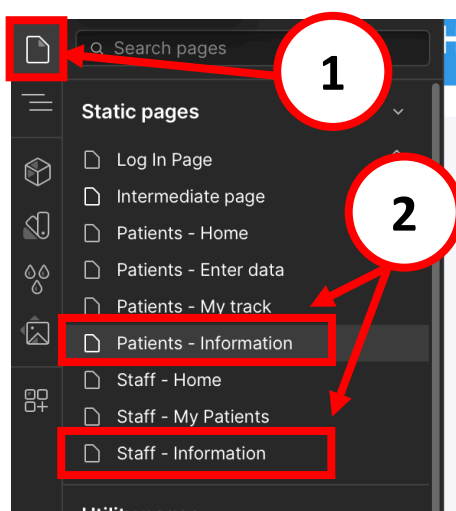 Search pages
1
Static pages
Log In Page
Intermediate page
2
Patients - Home
Patients - Enter data
Patients - My track
Patients - Information
Staff - Home
Staff - My Patients
Staff - Information